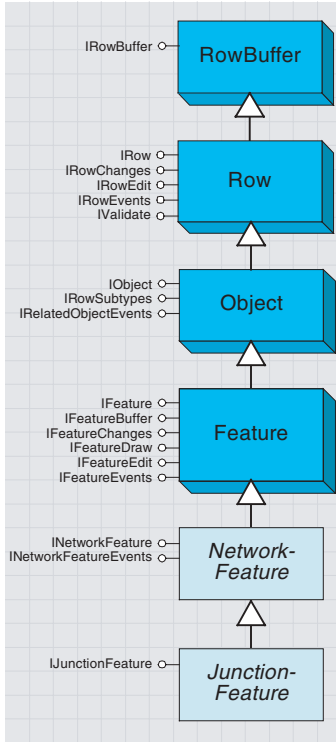 IRowBuffer
RowBuffer
IRow
IRowChanges
IRowEdit
IRowEvents
IValidate
Row
IObject
IRowSubtypes
IRelatedObjectEvents
Object
IFeature
IFeatureBuffer
IFeatureChanges
IFeatureDraw
IFeatureEdit
IFeatureEvents
Feature
INetworkFeature
INetworkFeatureEvents
Network-
Feature
IJunctionFeature
Junction-
Feature